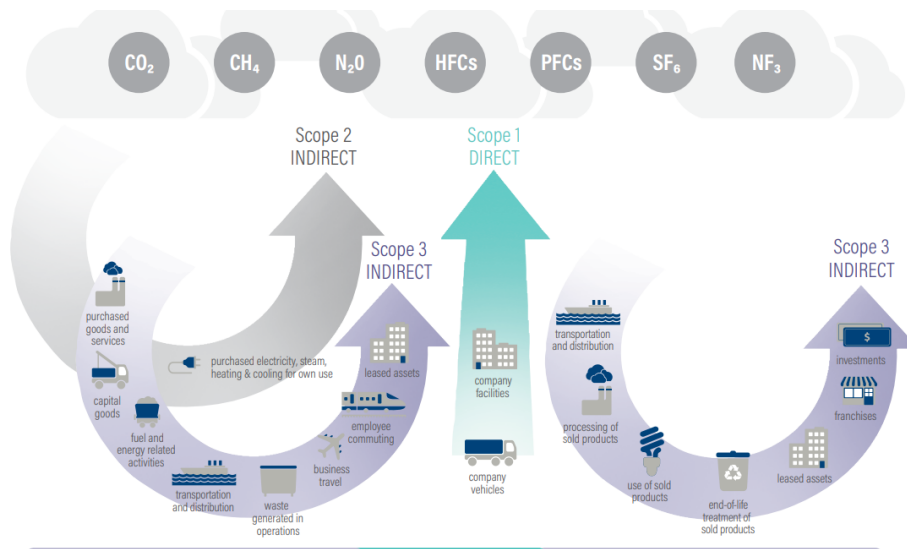 CO₂
CH₄
N₂0
HFCs
PFCs
SF₆
NF₃
Scope 2
INDIRECT
Scope 1
DIRECT
Scope 3
INDIRECT
Scope 3
INDIRECT
purchased
goods and
services
capital
goods
fuel and
energy related
activities
purchased electricity, steam,
heating & cooling for own use
transportation
and distribution
waste
generated in
operations
business
travel
employee
commuting
leased assets
company
facilities
company
vehicles
transportation
and distribution
processing of
sold products
use of sold
products
end-of-life
treatment of
sold products
leased assets
franchises
$
investments